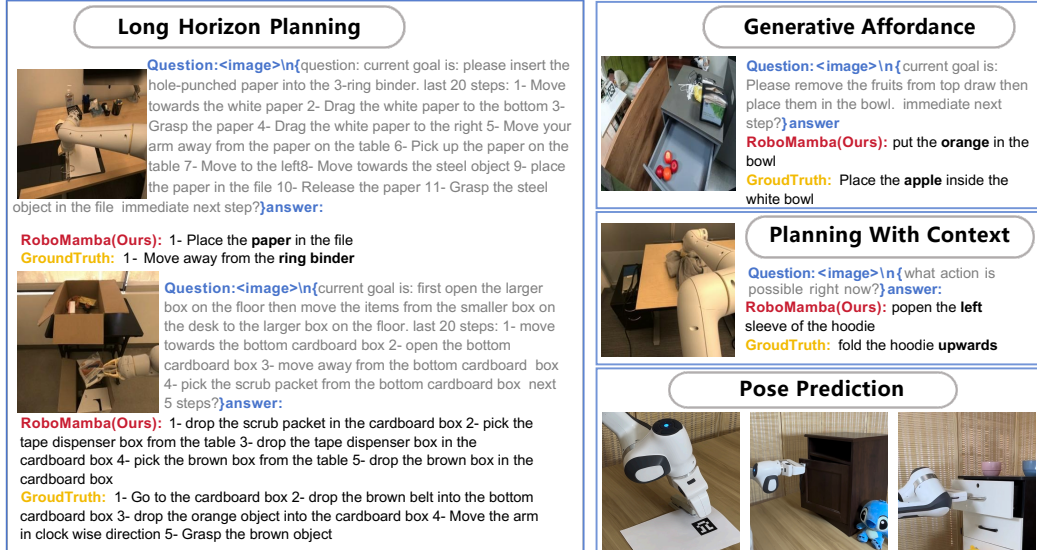 Long Horizon Planning
Question:<image>\n{question: current goal is: please insert the
hole-punched paper into the 3-ring binder. last 20 steps: 1- Move
towards the white paper 2- Drag the white paper to the bottom 3-
Grasp the paper 4- Drag the white paper to the right 5- Move your
arm away from the paper on the table 6- Pick up the paper on the
table 7- Move to the left8- Move towards the steel object 9- place
the paper in the file 10- Release the paper 11- Grasp the steel
object in the file immediate next step?}answer:
RoboMamba(Ours): 1- Place the paper in the file
GroundTruth: 1- Move away from the ring binder
Question:<image>\n{current goal is: first open the larger
box on the floor then move the items from the smaller box on
the desk to the larger box on the floor. last 20 steps: 1- move
towards the bottom cardboard box 2- open the bottom
cardboard box 3- move away from the bottom cardboard box
4- pick the scrub packet from the bottom cardboard box next
5 steps?}answer:
RoboMamba(Ours): 1- drop the scrub packet in the cardboard box 2- pick the
tape dispenser box from the table 3- drop the tape dispenser box in the
cardboard box 4- pick the brown box from the table 5- drop the brown box in the
cardboard box
GroudTruth: 1- Go to the cardboard box 2- drop the brown belt into the bottom
cardboard box 3- drop the orange object into the cardboard box 4- Move the arm
in clock wise direction 5- Grasp the brown object
Generative Affordance
Question:<image>\n{current goal is:
Please remove the fruits from top draw then
place them in the bowl. immediate next
step?}answer
RoboMamba(Ours): put the orange in the
bowl
GroudTruth: Place the apple inside the
white bowl
Planning With Context
Question:<image>\n{what action is
possible right now?}answer:
RoboMamba(Ours): popen the left
sleeve of the hoodie
GroudTruth: fold the hoodie upwards
Pose Prediction